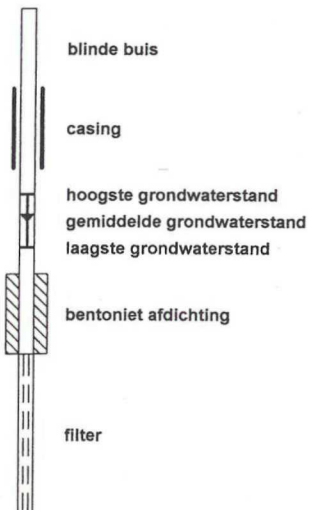 blinde buis
casing
hoogste grondwaterstand
gemiddelde grondwaterstand
laagste grondwaterstand
bentoniet afdichting
filter